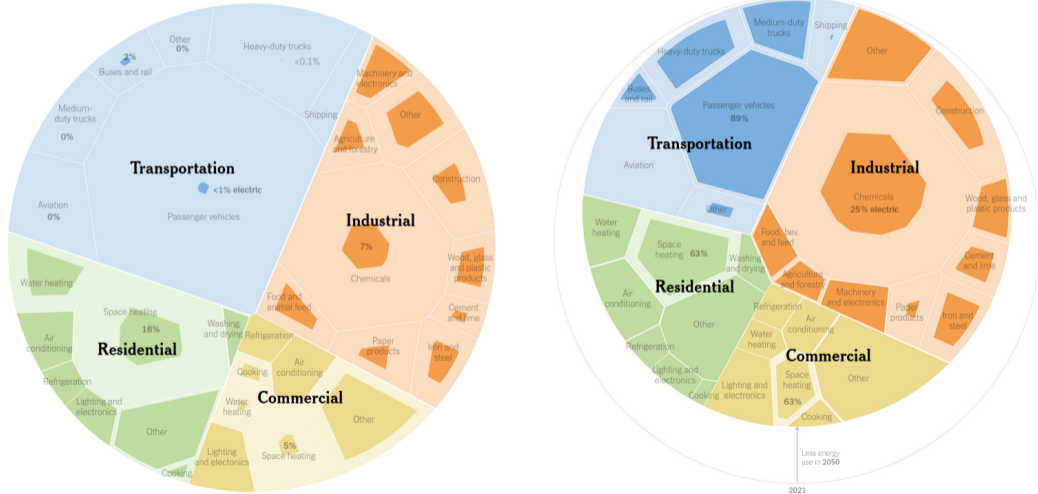 Other
0%
Heavy-duty trucks
<0.1%
2%
Buses and rail
Medium-
duty trucks
0%
Shipping
Machinery and
electronics
Other
Agriculture
and forestry
Transportation
<1% electric
Passenger vehicles
Aviation
0%
Construction
Industrial
7%
Chemicals
Wood, glass
and plastic
products
Water heating
Space heating
16%
Washing
and drying
Food and
animal feed
Cement
and lime
Air
conditioning
Residential
Refrigeration
Paper
products
Iron and
steel
Refrigeration
Cooking
Air
conditioning
Commercial
Lighting and
electronics
Other
Water
heating
Other
Cooking
Lighting
and electonics
5%
Space heating
Medium-duty
trucks
Shipping
Heavy-duty trucks
Other
Buses
and rail
Passenger vehicles
89%
Construction
Transportation
Aviation
Industrial
Chemicals
25% electric
Wood, glass and
plastic products
Other
Water
heating
Space
heating
63%
Washing
and drying
Food, bev.
and feed
Cement
and lime
Residential
Agriculture
and forestry
Machinery
and electronics
Air
conditioning
Other
Refrigeration
Air
conditioning
Paper
products
Iron and
steel
Refrigeration
Water
heating
Commercial
Lighting and
electronics
Cooking
Lighting and
electronics
Space
heating
63%
Other
Cooking
Less energy
use in 2050
2021